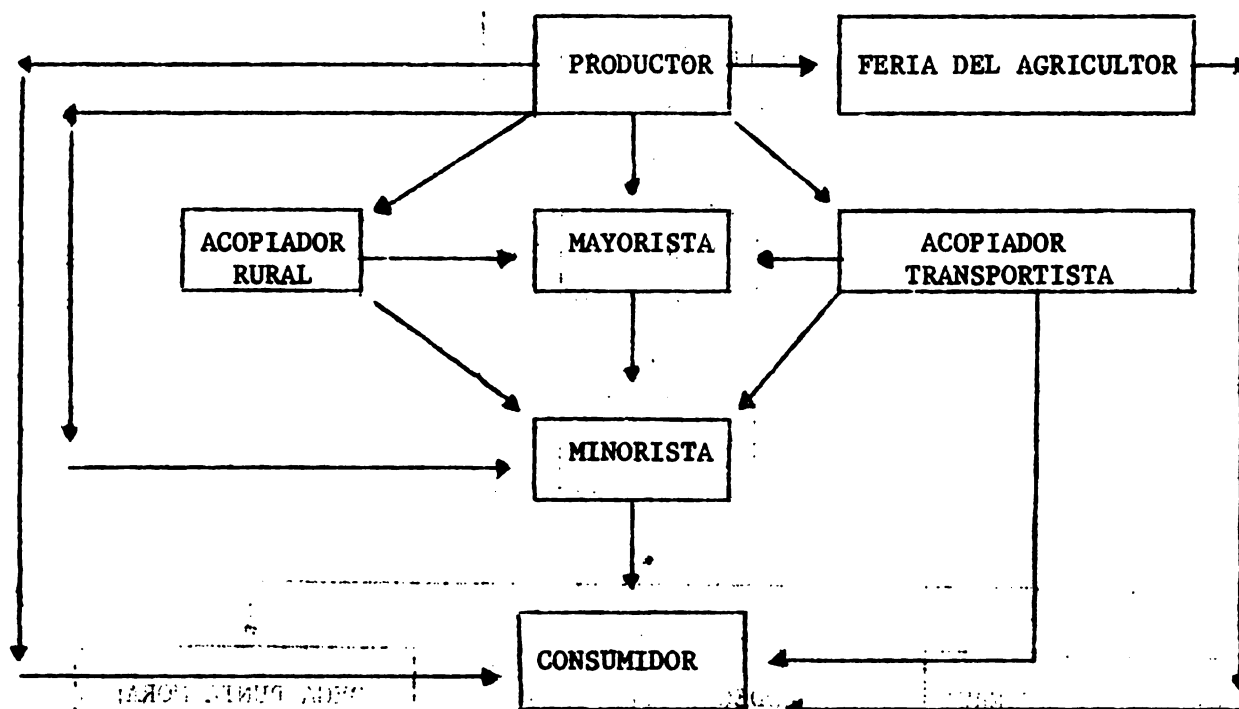 PRODUCTOR
FERIA DEL AGRICULTOR
ACOPIADOR
RURAL
MAYORISTA
ACOPIADOR
TRANSPORTISTA
MINORISTA
CONSUMIDOR